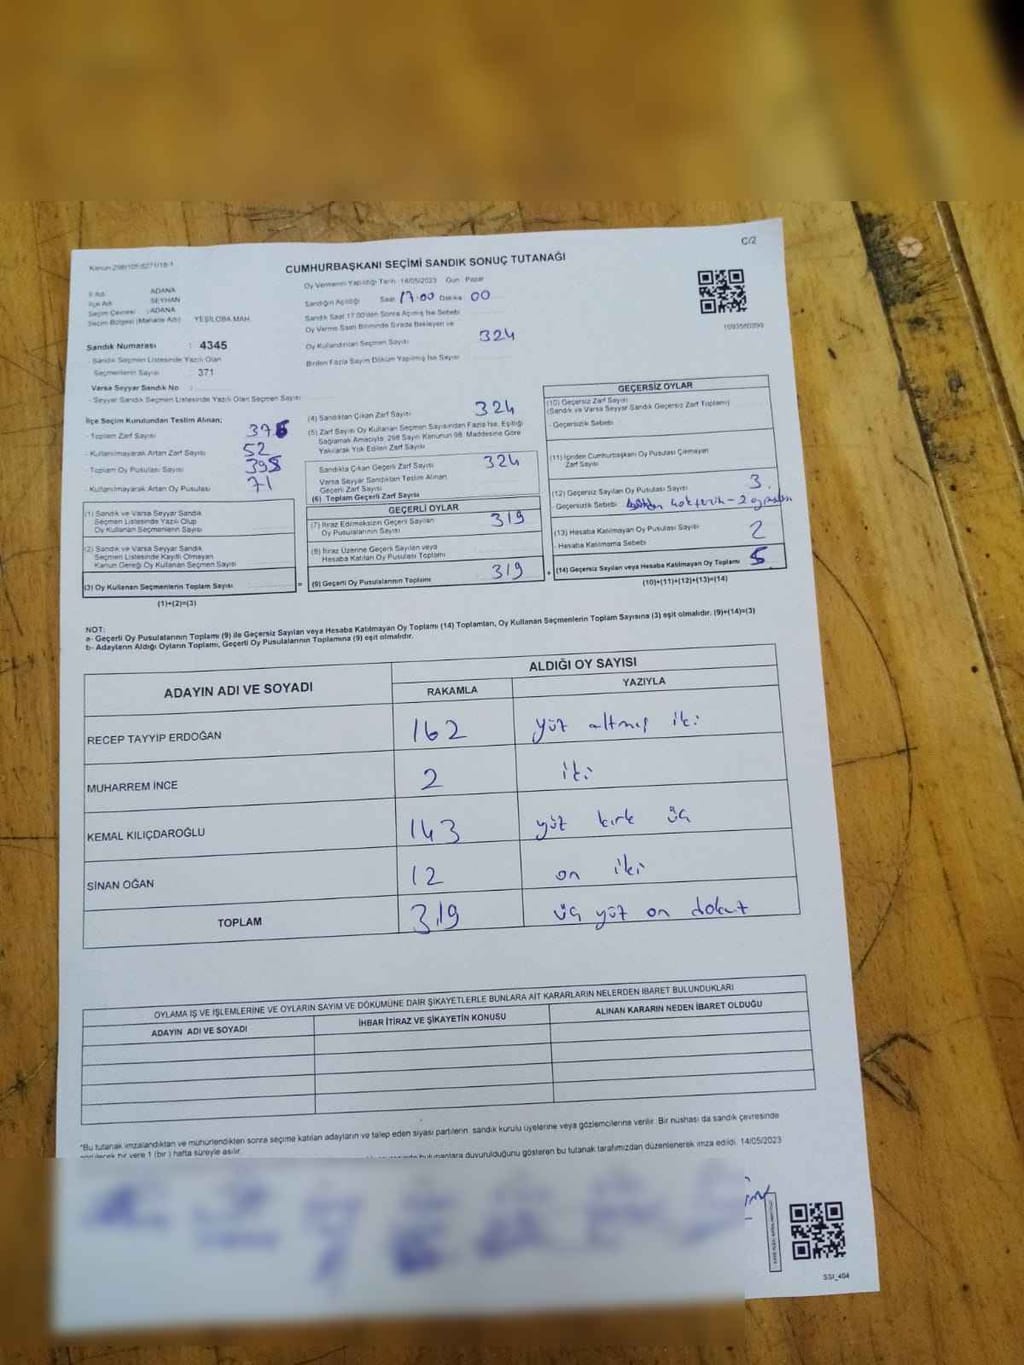 C/2
CUMHURBAŞKANI SEÇİMİ SANDIK SONUÇ TUTANAĞI
Oy Vermenin Yapıldığı Tarih :14/05/2023 Gün : Pazar
İl Adı : ADANA
İlçe Adı : SEYHAN
Seçim Çevresi : ADANA
Seçim Bölgesi (Mahalle Adı) : YEŞİLOBA MAH.
Sandık Numarası : 4345
- Sandık Seçmen Listesinde Yazılı Olan
Seçmenlerin Sayısı : 371
Varsa Seyyar Sandık No :
- Seyyar Sandık Seçmen Listesinde Yazılı Olan Seçmen Sayısı
Sandığın Açıldığı Saat 17:00 Dakika 00
Sandık Saat 17:00'den Sonra Açılmış İse Sebebi
Oy Verme Saati Bitiminde Sırada Bekleyen ve
Oy Kullandırılan Seçmen Sayısı 324
Birden Fazla Sayım Döküm Yapılmış İse Sayısı
İlçe Seçim Kurulundan Teslim Alınan;
- Toplam Zarf Sayısı 376
- Kullanılmayarak Artan Zarf Sayısı 52
- Toplam Oy Pusulası Sayısı 395
- Kullanılmayarak Artan Oy Pusulası 71
(1) Sandık ve Varsa Seyyar Sandık
Seçmen Listesinde Yazılı Olup
Oy Kullanan Seçmenlerin Sayısı
(2) Sandık ve Varsa Seyyar Sandık
Seçmen Listesinde Kayıtlı Olmayan
Kanun Gereği Oy Kullanan Seçmen Sayısı
(3) Oy Kullanan Seçmenlerin Toplam Sayısı
(1)+(2)=(3)
(4) Sandıktan Çıkan Zarf Sayısı 324
(5) Zarf Sayısı Oy Kullanan Seçmen Sayısından Fazla İse, Eşitliği
Sağlamak Amacıyla, 298 Sayılı Kanunun 98. Maddesine Göre
Yakılarak Yok Edilen Zarf Sayısı
Sandıkta Çıkan Geçerli Zarf Sayısı 324
Varsa Seyyar Sandıktan Teslim Alınan
Geçerli Zarf Sayısı
(6) Toplam Geçerli Zarf Sayısı
GEÇERLİ OYLAR
(7) İtiraz Edilmeksizin Geçerli Sayılan
Oy Pusulalarının Sayısı 319
(8) İtiraz Üzerine Geçerli Sayılan veya
Hesaba Katılan Oy Pusulası Toplamı
(9) Geçerli Oy Pusulalarının Toplamı 319
GEÇERSİZ OYLAR
(10) Geçersiz Zarf Sayısı
(Sandık ve Varsa Seyyar Sandık Geçersiz Zarf Toplamı)
- Geçersizlik Sebebi
(11) İçinden Cumhurbaşkanı Oy Pusulası Çıkmayan
Zarf Sayısı
(12) Geçersiz Sayılan Oy Pusulası Sayısı 3
- Geçersizlik Sebebi
(13) Hesaba Katılmayan Oy Pusulası Sayısı 2
- Hesaba Katılmama Sebebi
(14) Geçersiz Sayılan veya Hesaba Katılmayan Oy Toplamı 5
(10)+(11)+(12)+(13)=(14)
NOT:
a- Geçerli Oy Pusulalarının Toplamı (9) ile Geçersiz Sayılan veya Hesaba Katılmayan Oy Toplamı (14) Toplamları, Oy Kullanan Seçmenlerin Toplam Sayısına (3) eşit olmalıdır. (9)+(14)=(3)
b- Adayların Aldığı Oyların Toplamı, Geçerli Oy Pusulalarının Toplamına (9) eşit olmalıdır.
ADAYIN ADI VE SOYADI ALDIĞI OY SAYISI
RAKAMLA YAZIYLA
RECEP TAYYIP ERDOĞAN 162 yüz altmış iki
MUHARREM İNCE 2 iki
KEMAL KILIÇDAROĞLU 143 yüz kırk üç
SİNAN OĞAN 12 on iki
TOPLAM 319 üç yüz on dokuz
OYLAMA İŞ VE İŞLEMLERİNE VE OYLARIN SAYIM VE DÖKÜMÜNE DAİR ŞİKAYETLERLE BUNLARA AİT KARARLARIN NELERDEN İBARET BULUNDUKLARI
ADAYIN ADI VE SOYADI İHBAR İTİRAZ VE ŞİKAYETİN KONUSU ALINAN KARARIN NEDEN İBARET OLDUĞU
*Bu tutanak imzalandıktan ve mühürlendikten sonra seçime katılan adayların ve talep eden siyasi partilerin, sandık kurulu üyelerine veya gözlemcilerine verilir. Bir nüshası da sandık çevresinde
bir yere 1 (bir) hafta süreyle asılır. bulunanlara duyurulduğunu gösteren bu tutanak tarafımızdan düzenlenerek imza edildi. 14/05/2023
SSİ_404